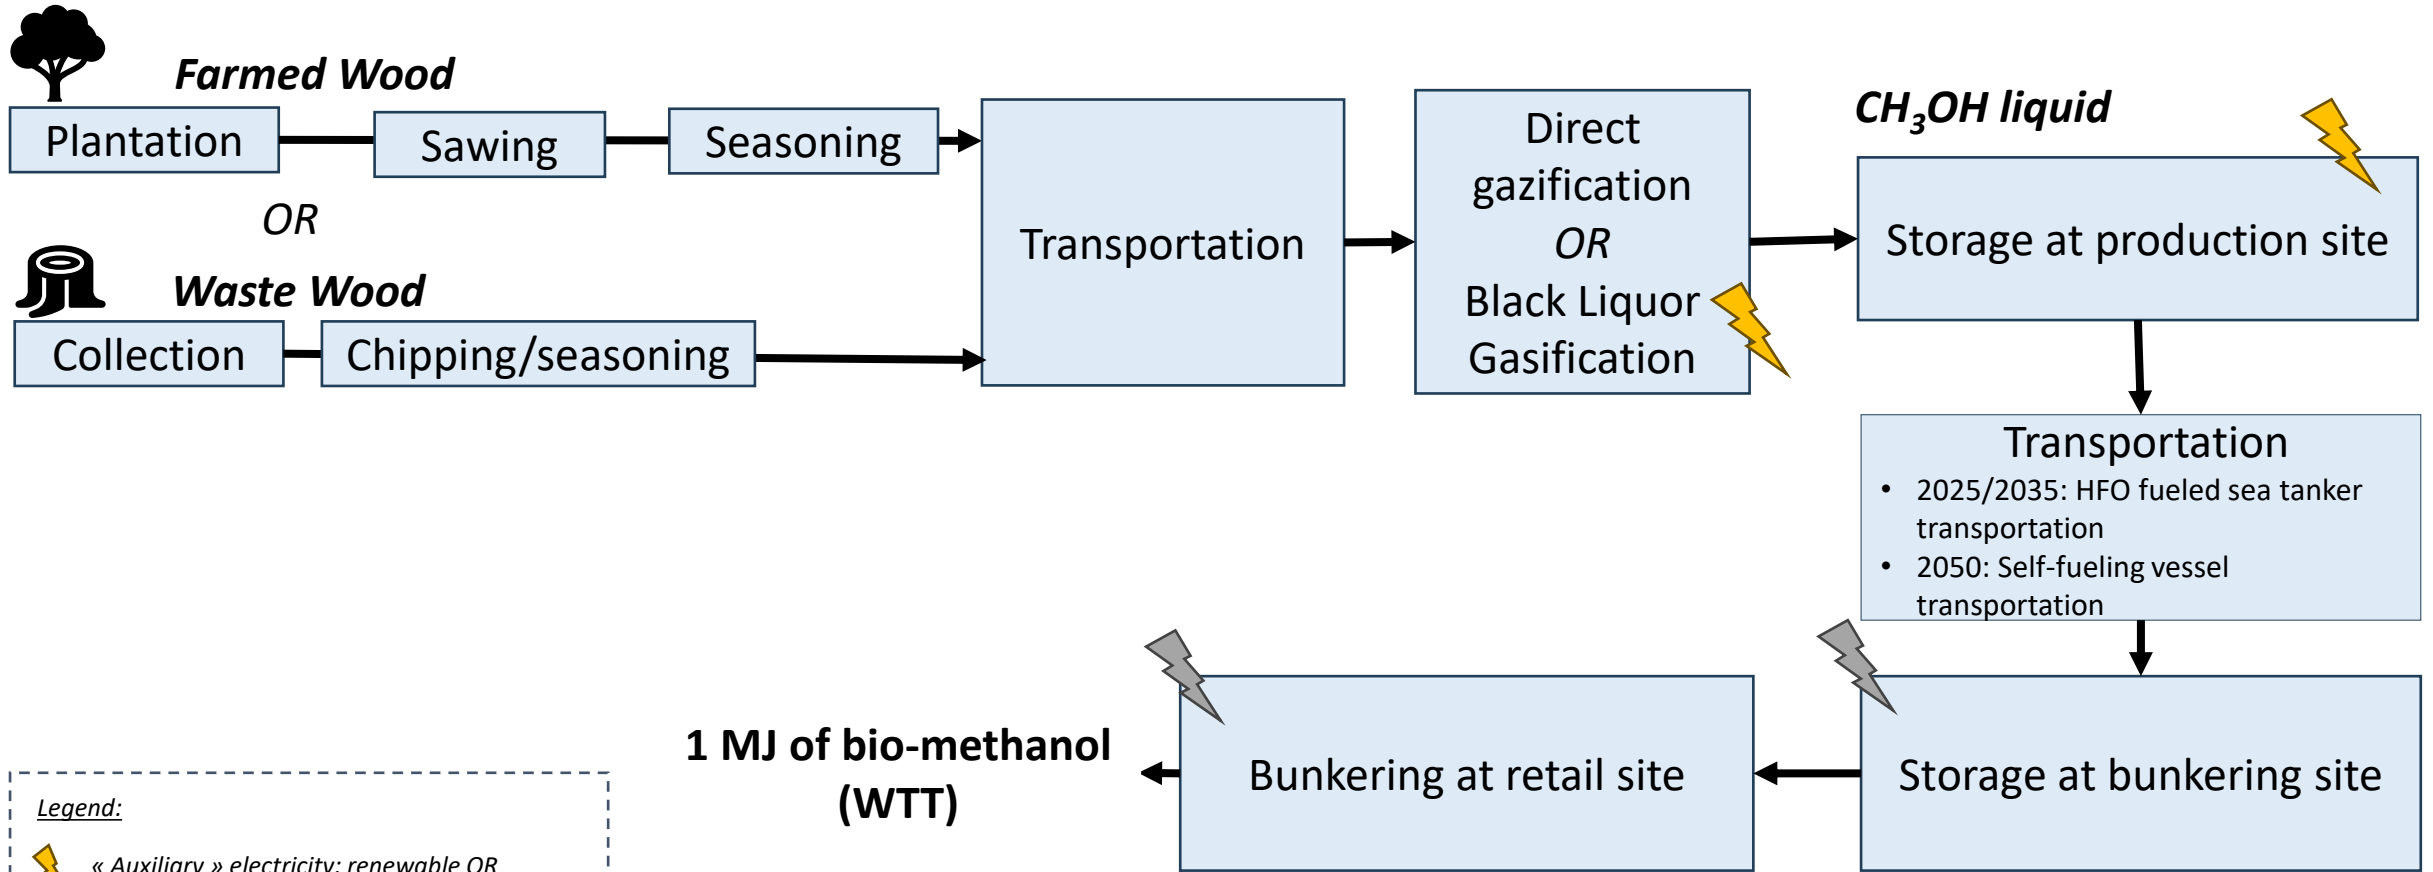 Farmed Wood
Plantation
Sawing
Seasoning
OR
Waste Wood
Collection
Chipping/seasoning
Transportation
Direct
gazification
OR
Black Liquor
Gasification
CH₃OH liquid
Storage at production site
Transportation
• 2025/2035: HFO fueled sea tanker
transportation
• 2050: Self-fueling vessel
transportation
Storage at bunkering site
Bunkering at retail site
1 MJ of bio-methanol
(WTT)
Legend:
« Auxiliary » electricity: renewable OR